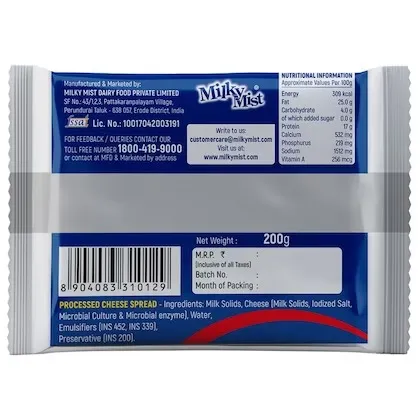 Manufactured & Marketed by:
MILKY MIST DAIRY FOOD PRIVATE LIMITED
SF No.: 43/1,2,3, Pattakaranpalayam Village,
Perundurai Taluk - 638 057, Erode District, India
fssai Lic. No.: 10017042003191
FOR FEEDBACK / QUERIES CONTACT OUR
TOLL FREE NUMBER 1800-419-9000
or contact at MFD & Marketed by address
Milky
Mist
Write to us:
customercare@milkymist.com
Visit us at:
www.milkymist.com
NUTRITIONAL INFORMATION
Approximate Values Per 100g
Energy 309 kcal
Fat 25.0 g
Carbohydrate 4.0 g
of which added sugar 0.0 g
Protein 17 g
Calcium 532 mg
Phosphorus 219 mg
Sodium 1512 mg
Vitamin A 256 mcg
Net Weight : 200g
M.R.P. ₹ :
(Inclusive of all Taxes)
Batch No. :
Month of Packing :
8 904083 310129
PROCESSED CHEESE SPREAD - Ingredients: Milk Solids, Cheese (Milk Solids, Iodized Salt,
Microbial Culture & Microbial enzyme), Water,
Emulsifiers (INS 452, INS 339),
Preservative (INS 200).